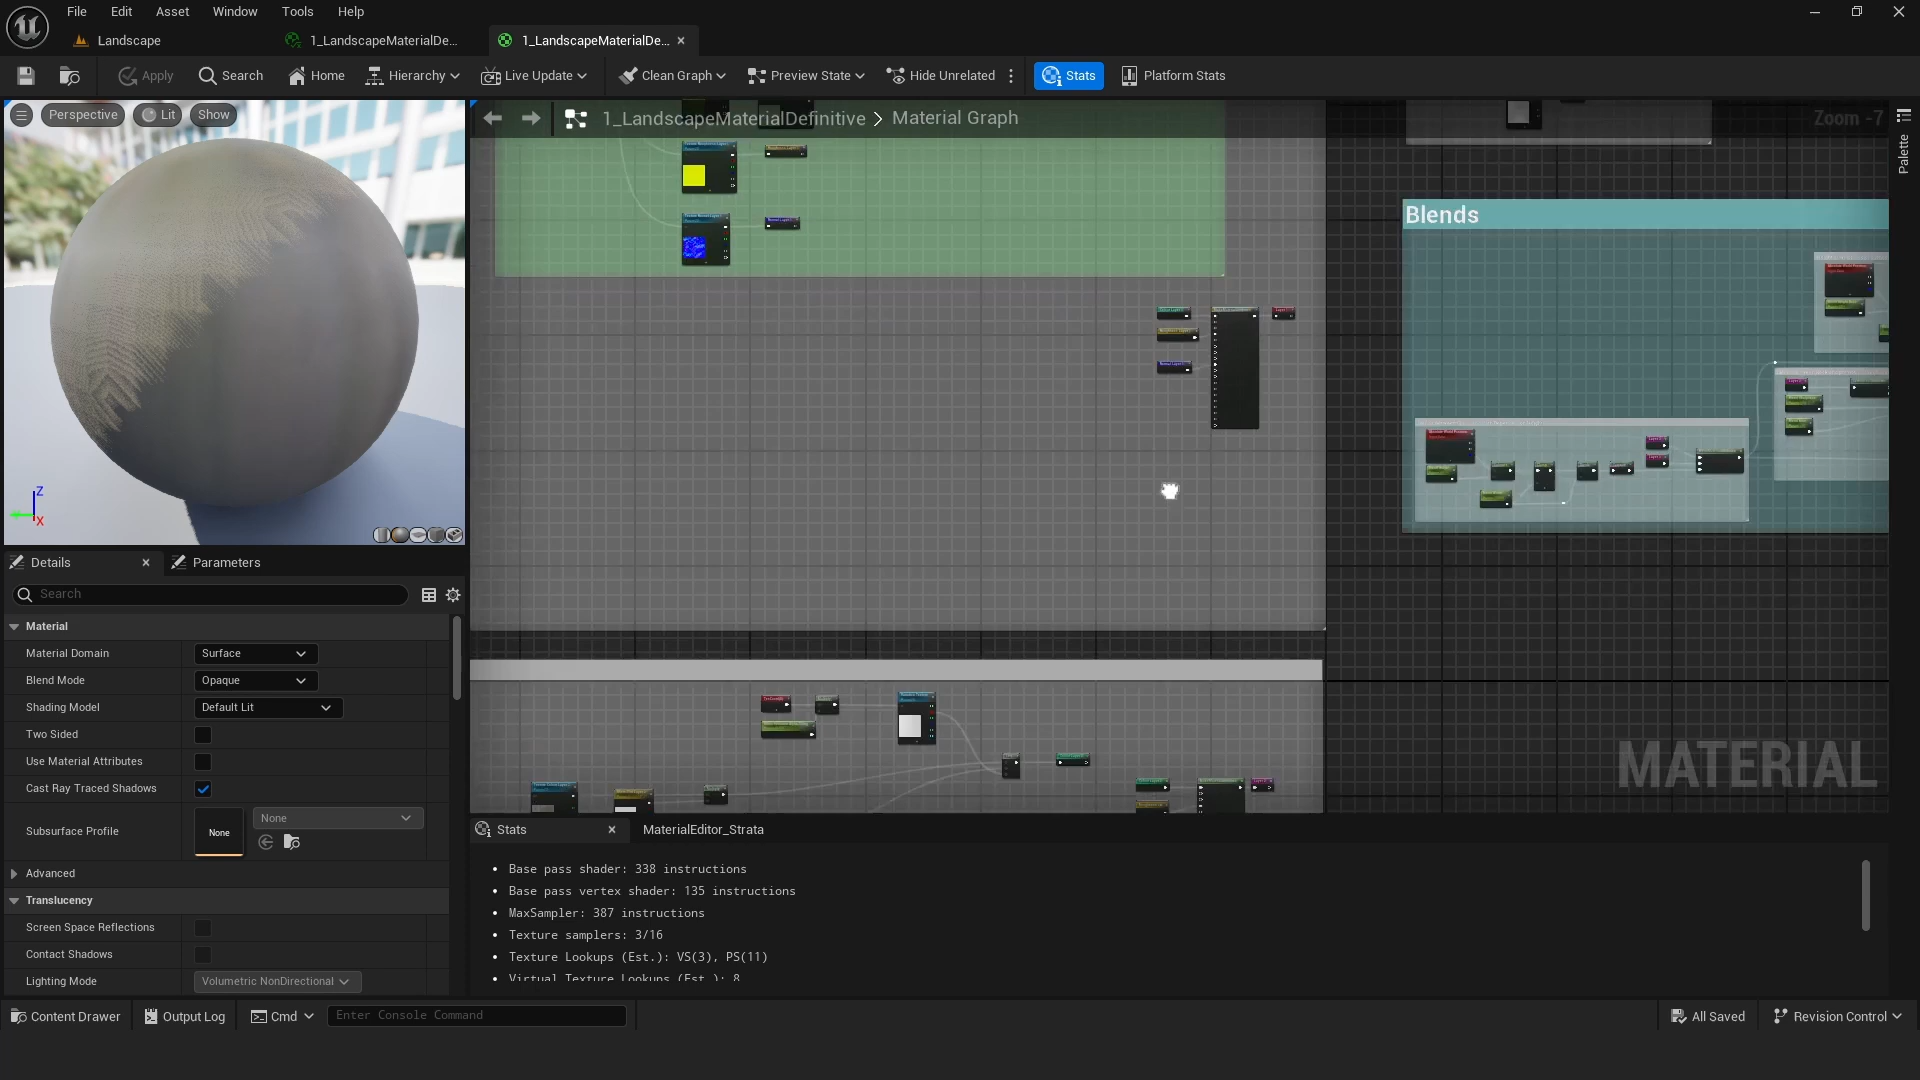 File
Edit
Asset
Window
Tools
Help
Landscape
1_LandscapeMaterialDe...
1_LandscapeMaterialDe...
Apply
Search
Home
Hierarchy
Live Update
Clean Graph
Preview State
Hide Unrelated
Stats
Platform Stats
Perspective
Lit
Show
1_LandscapeMaterialDefinitive > Material Graph
Zoom -7
Palette
Blends
Z
X
MATERIAL
Details
Parameters
Search
Material
Material Domain
Surface
Blend Mode
Opaque
Shading Model
Default Lit
Two Sided
Use Material Attributes
Cast Ray Traced Shadows
Subsurface Profile
None
None
Advanced
Translucency
Screen Space Reflections
Contact Shadows
Lighting Mode
Volumetric NonDirectional
Stats
MaterialEditor_Strata
Base pass shader: 338 instructions
Base pass vertex shader: 135 instructions
MaxSampler: 387 instructions
Texture samplers: 3/16
Texture Lookups (Est.): VS(3), PS(11)
Virtual Texture Lookups (Est.): 8
Content Drawer
Output Log
Cmd
Enter Console Command
All Saved
Revision Control